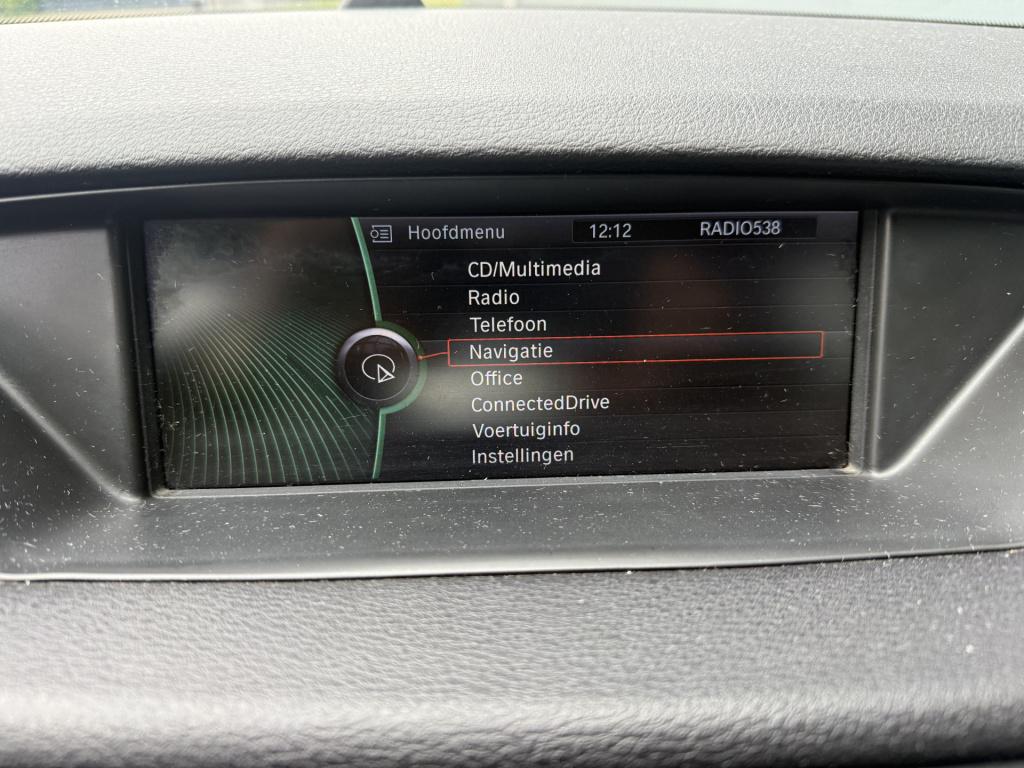 Hoofdmenu 12:12 RADIO538
CD/Multimedia
Radio
Telefoon
Navigatie
Office
ConnectedDrive
Voertuiginfo
Instellingen